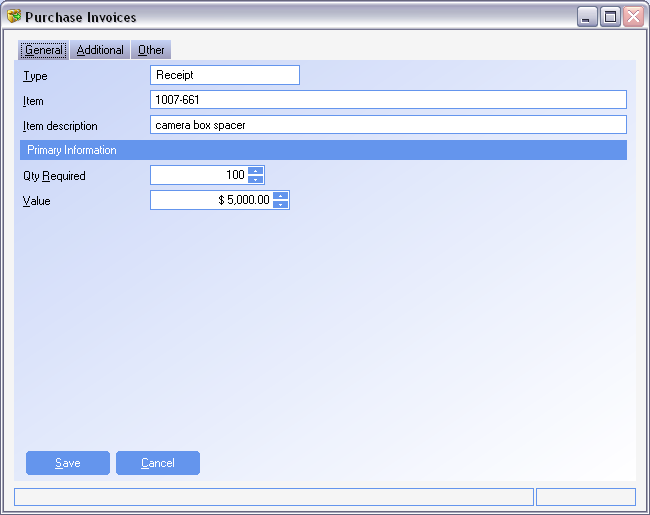 Purchase Invoices
General Additional Other
Type Receipt
Item 1007-661
Item description camera box spacer
Primary Information
Qty Required 100
Value $ 5,000.00
Save Cancel